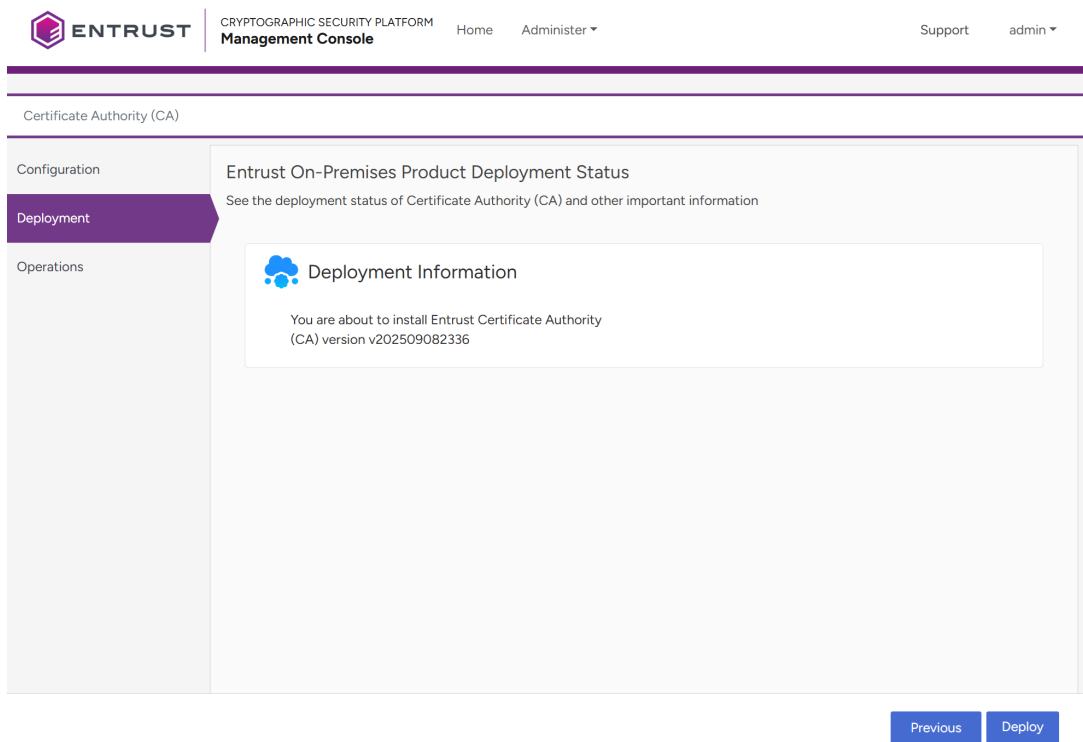 ENTRUST
CRYPTOGRAPHIC SECURITY PLATFORM
Management Console
Home
Administer
Support
admin
Certificate Authority (CA)
Configuration
Deployment
Operations
Entrust On-Premises Product Deployment Status
See the deployment status of Certificate Authority (CA) and other important information
Deployment Information
You are about to install Entrust Certificate Authority
(CA) version v202509082336
Previous
Deploy